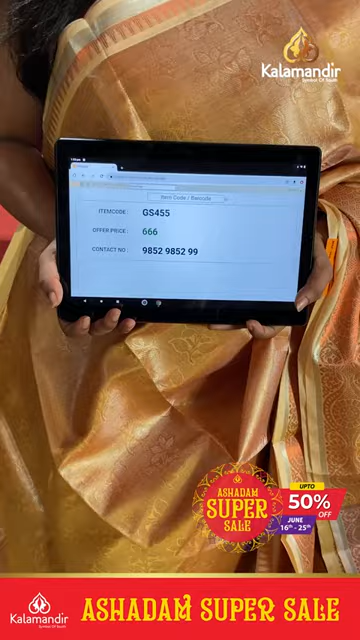 Kalamandir
Symbol Of South
Item Code / Barcode
ITEMCODE : GS455
OFFER PRICE : 666
CONTACT NO : 9852 9852 99
ASHADAM
SUPER
SALE
UPTO
50%
OFF
JUNE
16th - 25th
Kalamandir
Symbol Of South
ASHADAM SUPER SALE